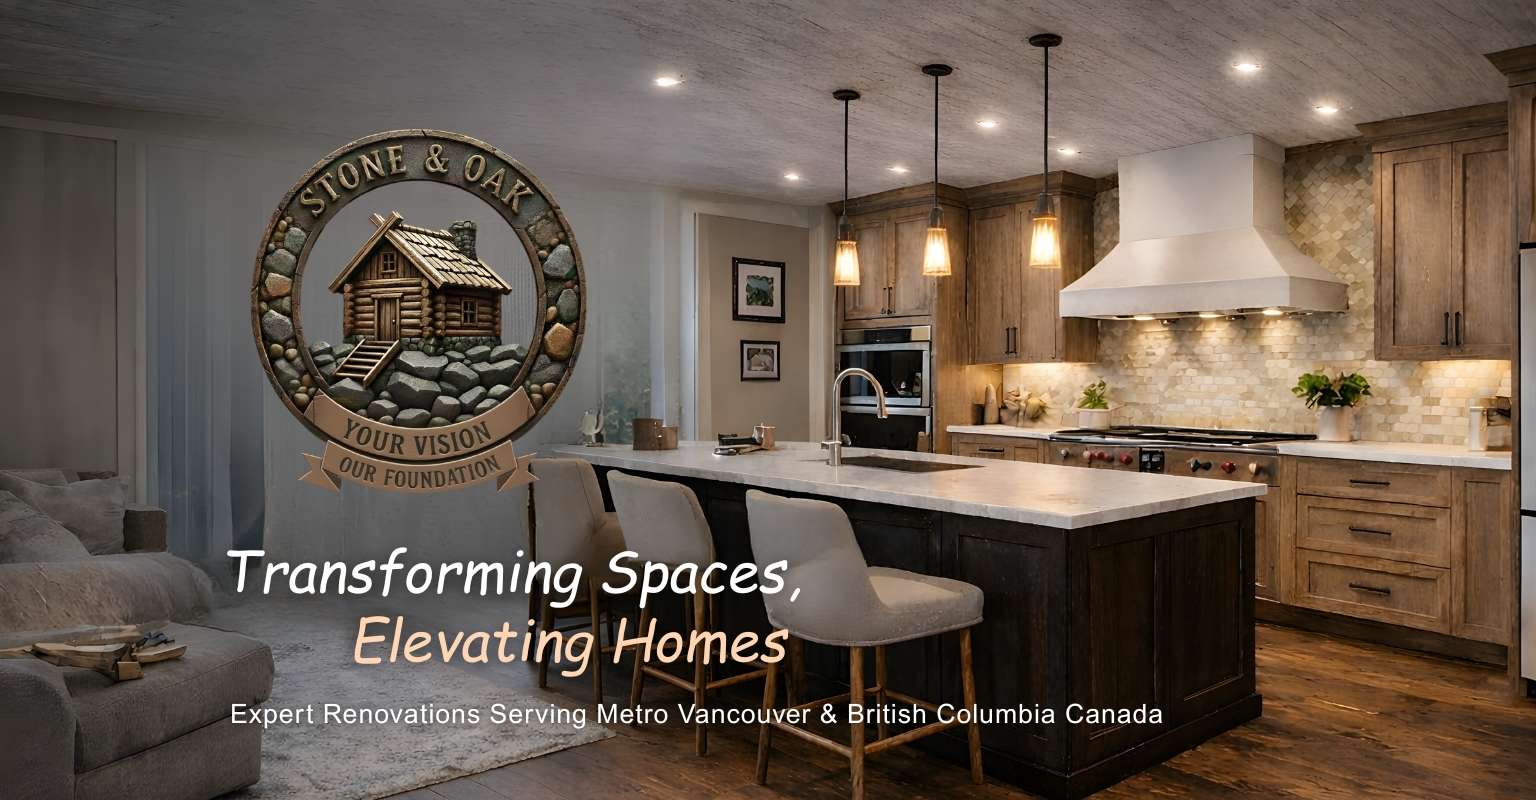 STONE & OAK
YOUR VISION
OUR FOUNDATION
Transforming Spaces,
Elevating Homes
Expert Renovations Serving Metro Vancouver & British Columbia Canada